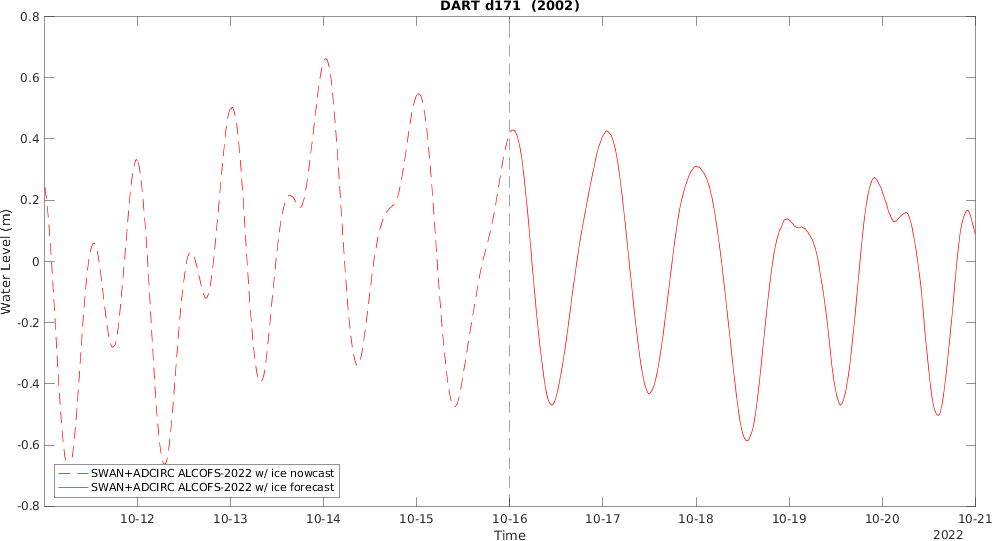 DART d171 (2002)
0.8
0.6
0.4
0.2
0
-0.2
-0.4
-0.6
-0.8
Water Level (m)
SWAN+ADCIRC ALCOFS-2022 w/ ice nowcast
SWAN+ADCIRC ALCOFS-2022 w/ ice forecast
10-12 10-13 10-14 10-15 10-16 10-17 10-18 10-19 10-20 10-21
Time
2022